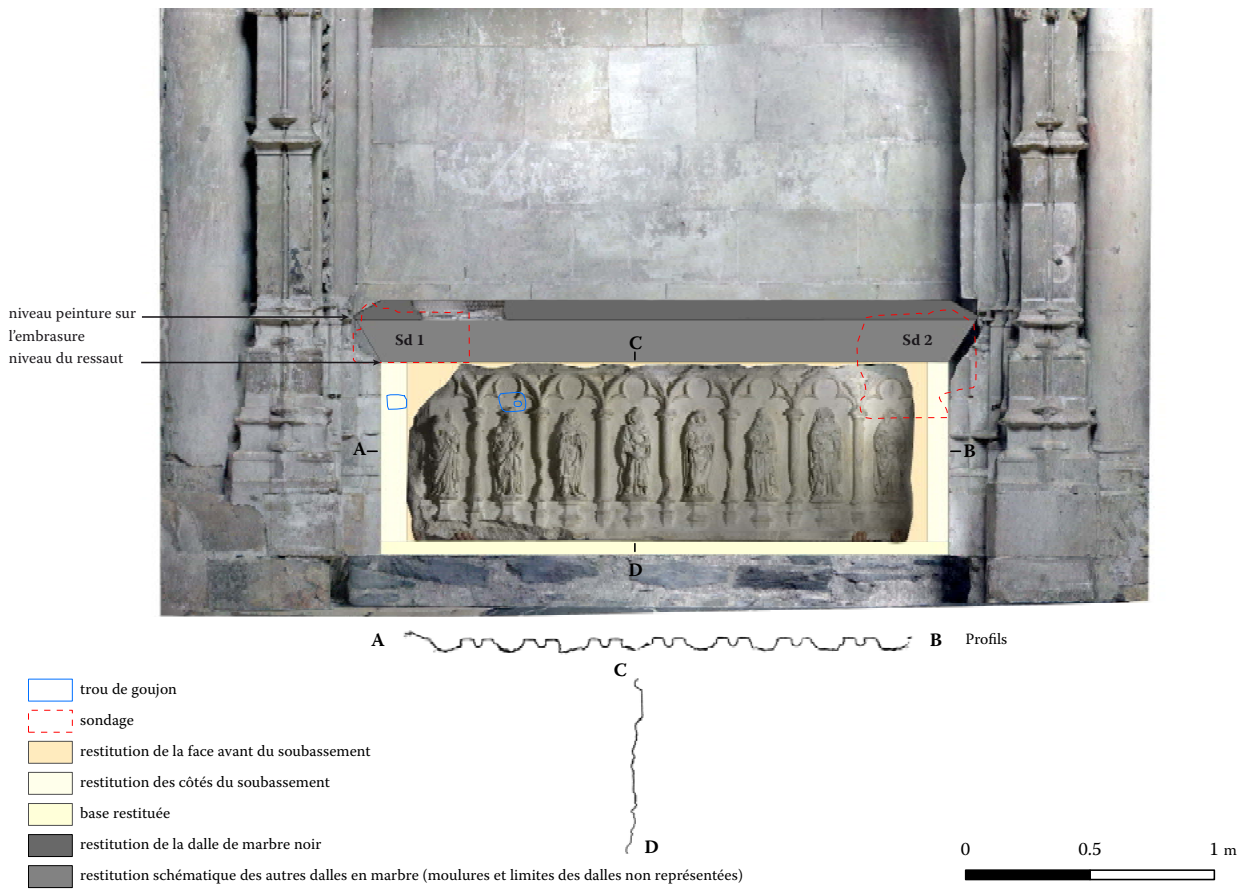 niveau peinture sur
l'embrasure
niveau du ressaut
Sd 1
Sd 2
C
A
B
D
A
B
Profils
C
D
trou de goujon
sondage
restitution de la face avant du soubassement
restitution des côtés du soubassement
base restituée
restitution de la dalle de marbre noir
restitution schématique des autres dalles en marbre (moulures et limites des dalles non représentées)
0
0.5
1 m